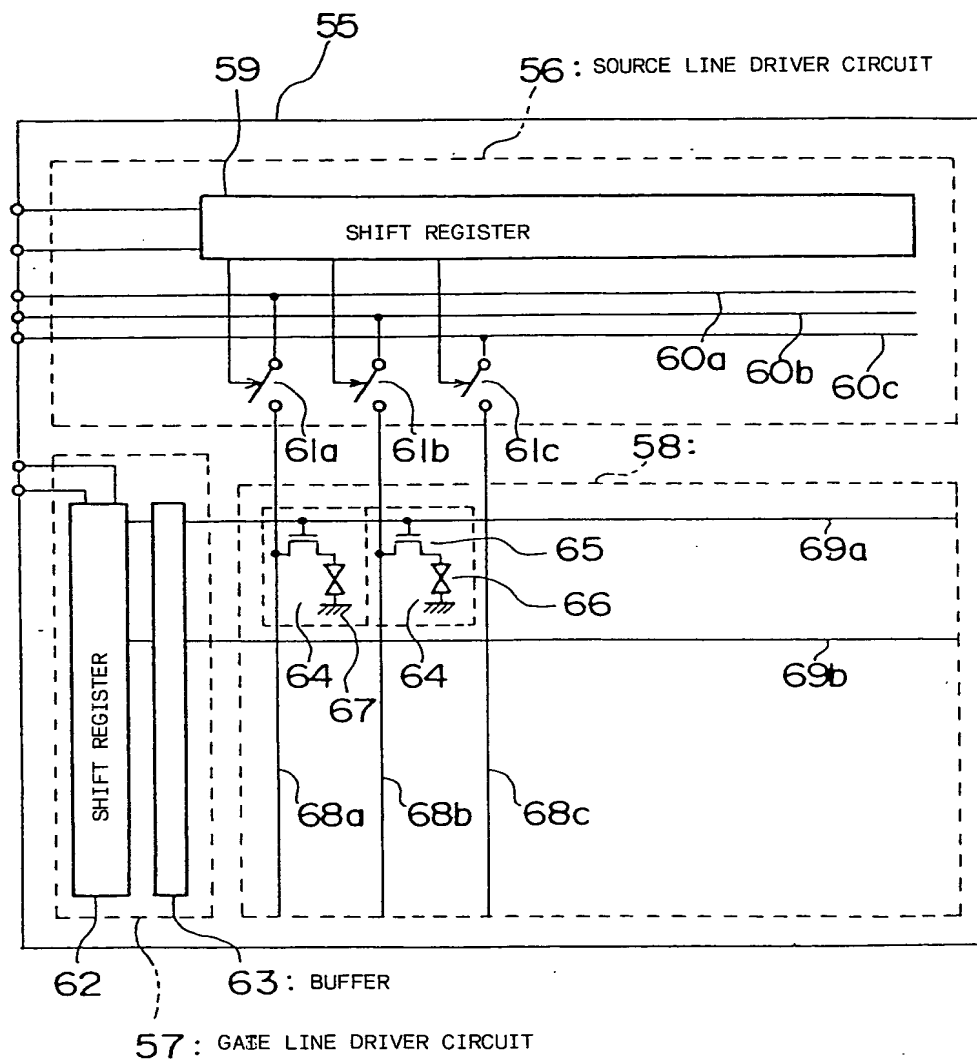 55
59
56: SOURCE LINE DRIVER CIRCUIT
SHIFT REGISTER
60a
60b
60c
61a
61b
61c
58:
65
69a
66
64
64
67
69b
SHIFT REGISTER
68a
68b
68c
62
63: BUFFER
57: GATE LINE DRIVER CIRCUIT